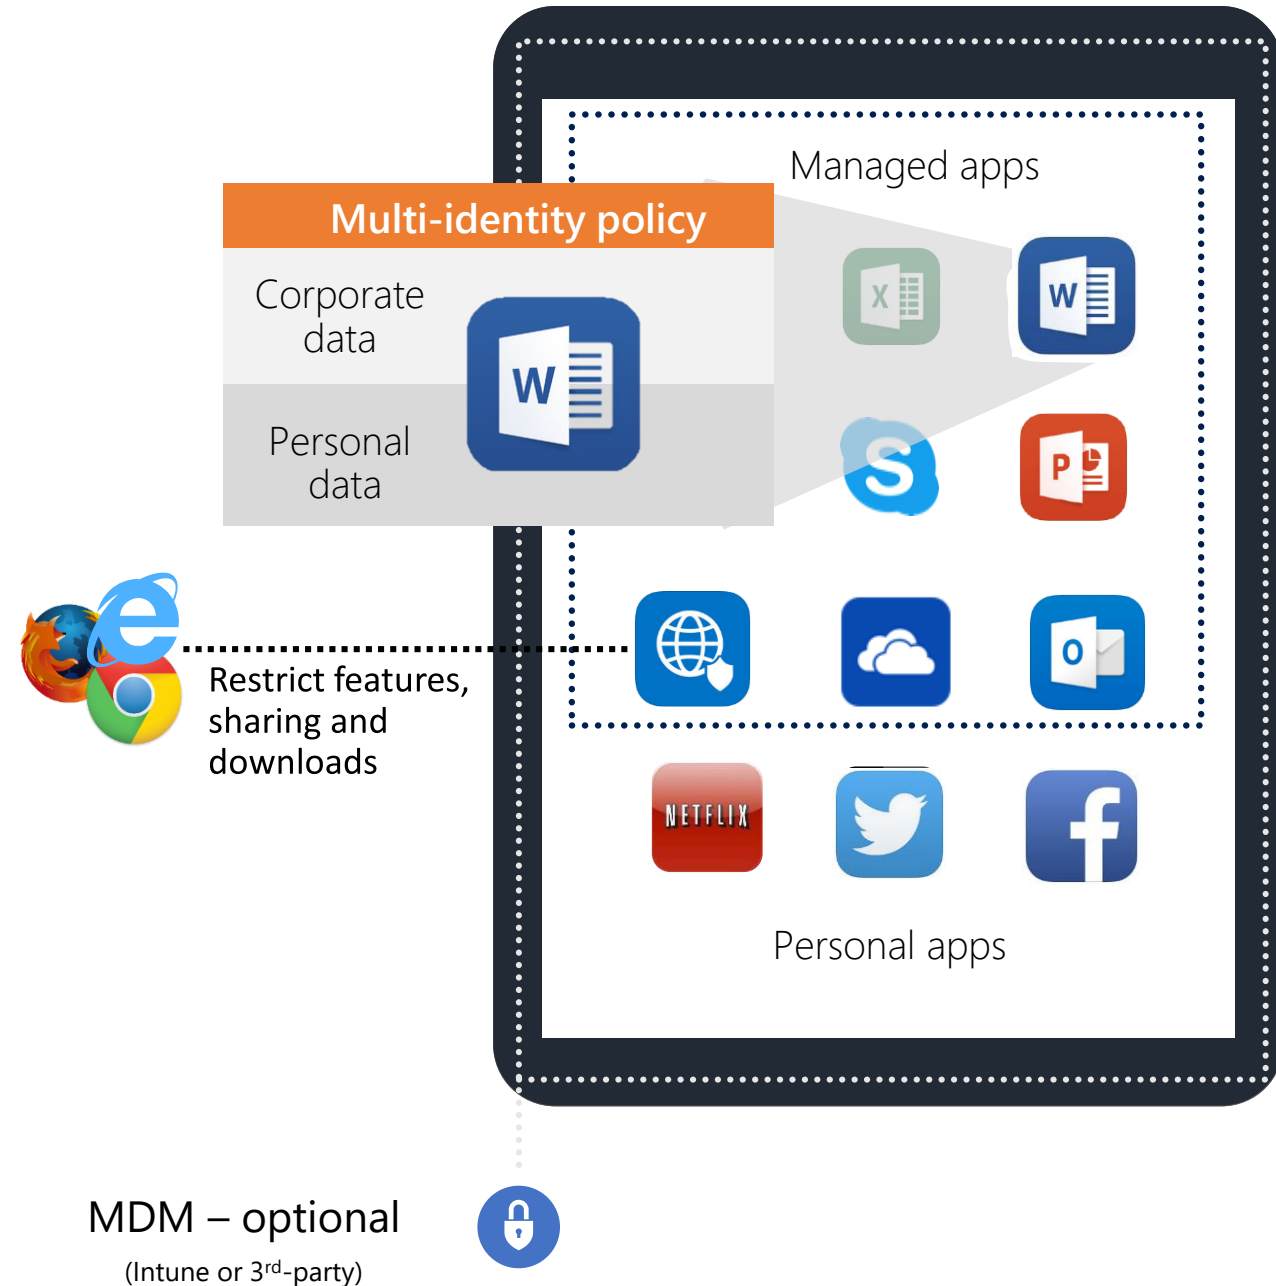 Managed apps
Multi-identity policy
Corporate
data
X
W
W
Personal
data
S
P
e
Restrict features,
sharing and
downloads
O
NETFLIX
f
Personal apps
MDM – optional
(Intune or 3rd-party)